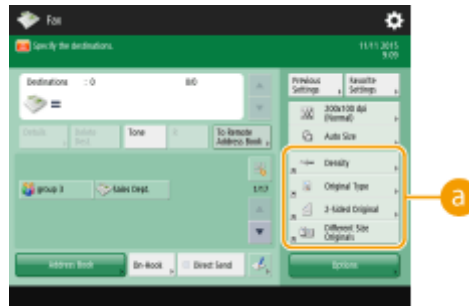 Fax
Specify the destinations.
11/11 2015
9:09
Destinations : 0
0/0
Previous Settings
Favorite Settings
200x100 dpi (Normal)
Auto Size
Details
Delete Dest.
Tone
R
To Remote Address Book
Density
group 3
Sales Dept.
1/17
Original Type
2-Sided Original
Different Size Originals
Address Book
On-Hook
Direct Send
Options
a